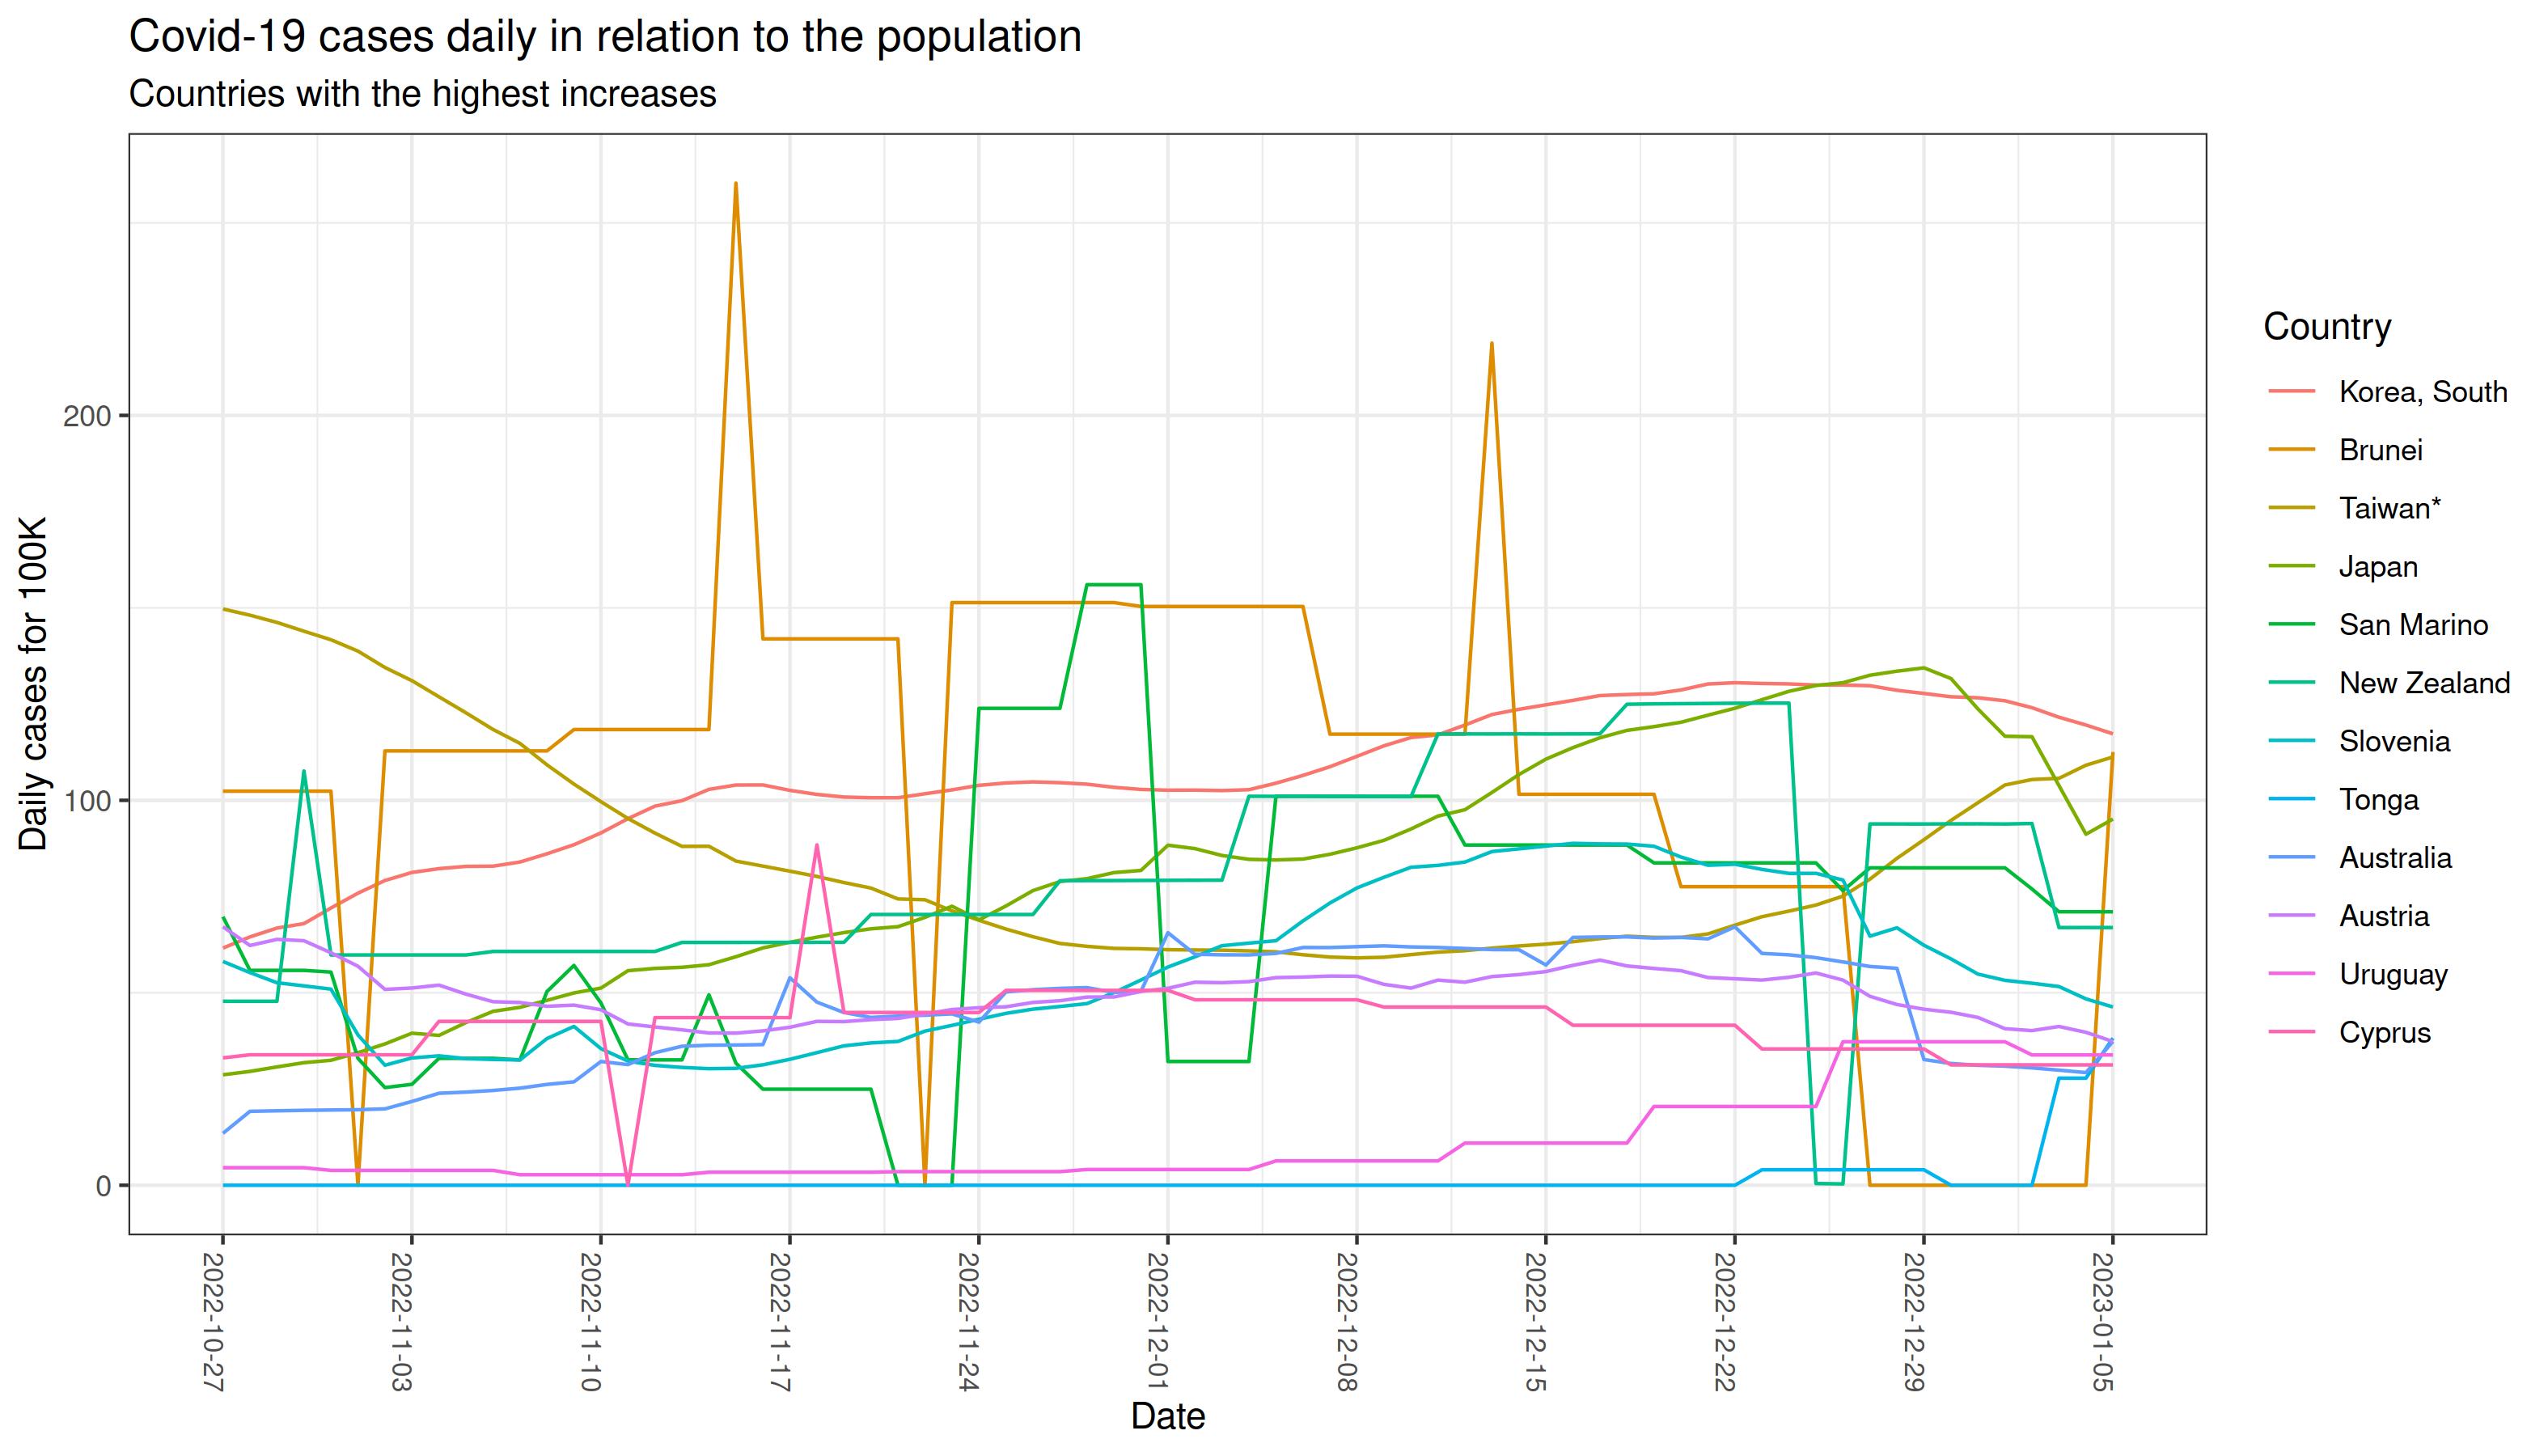 Covid-19 cases daily in relation to the population
Countries with the highest increases
Daily cases for 100K
200
100
0
2022-10-27
2022-11-03
2022-11-10
2022-11-17
2022-11-24
2022-12-01
2022-12-08
2022-12-15
2022-12-22
2022-12-29
2023-01-05
Date
Country
Korea, South
Brunei
Taiwan*
Japan
San Marino
New Zealand
Slovenia
Tonga
Australia
Austria
Uruguay
Cyprus